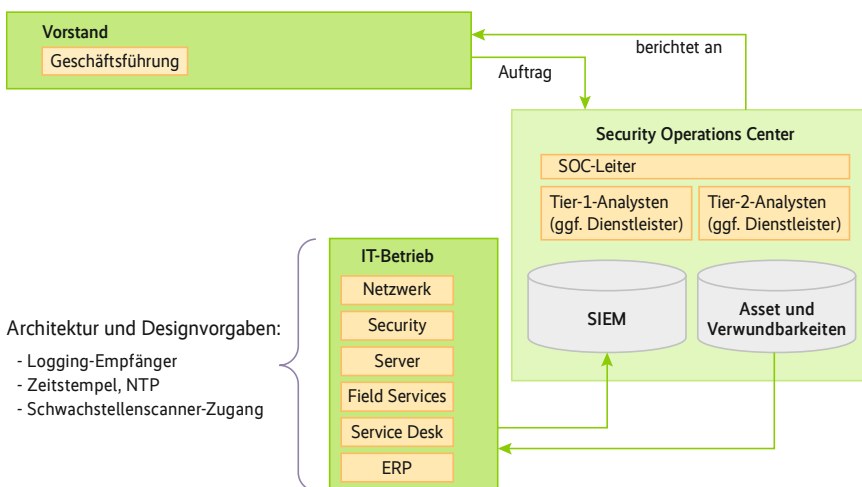 Vorstand
Geschäftsführung
berichtet an
Auftrag
Security Operations Center
SOC-Leiter
Tier-1-Analysten
(ggf. Dienstleister)
Tier-2-Analysten
(ggf. Dienstleister)
SIEM
Asset und
Verwundbarkeiten
IT-Betrieb
Netzwerk
Security
Server
Field Services
Service Desk
ERP
Architektur und Designvorgaben:
- Logging-Empfänger
- Zeitstempel, NTP
- Schwachstellenscanner-Zugang